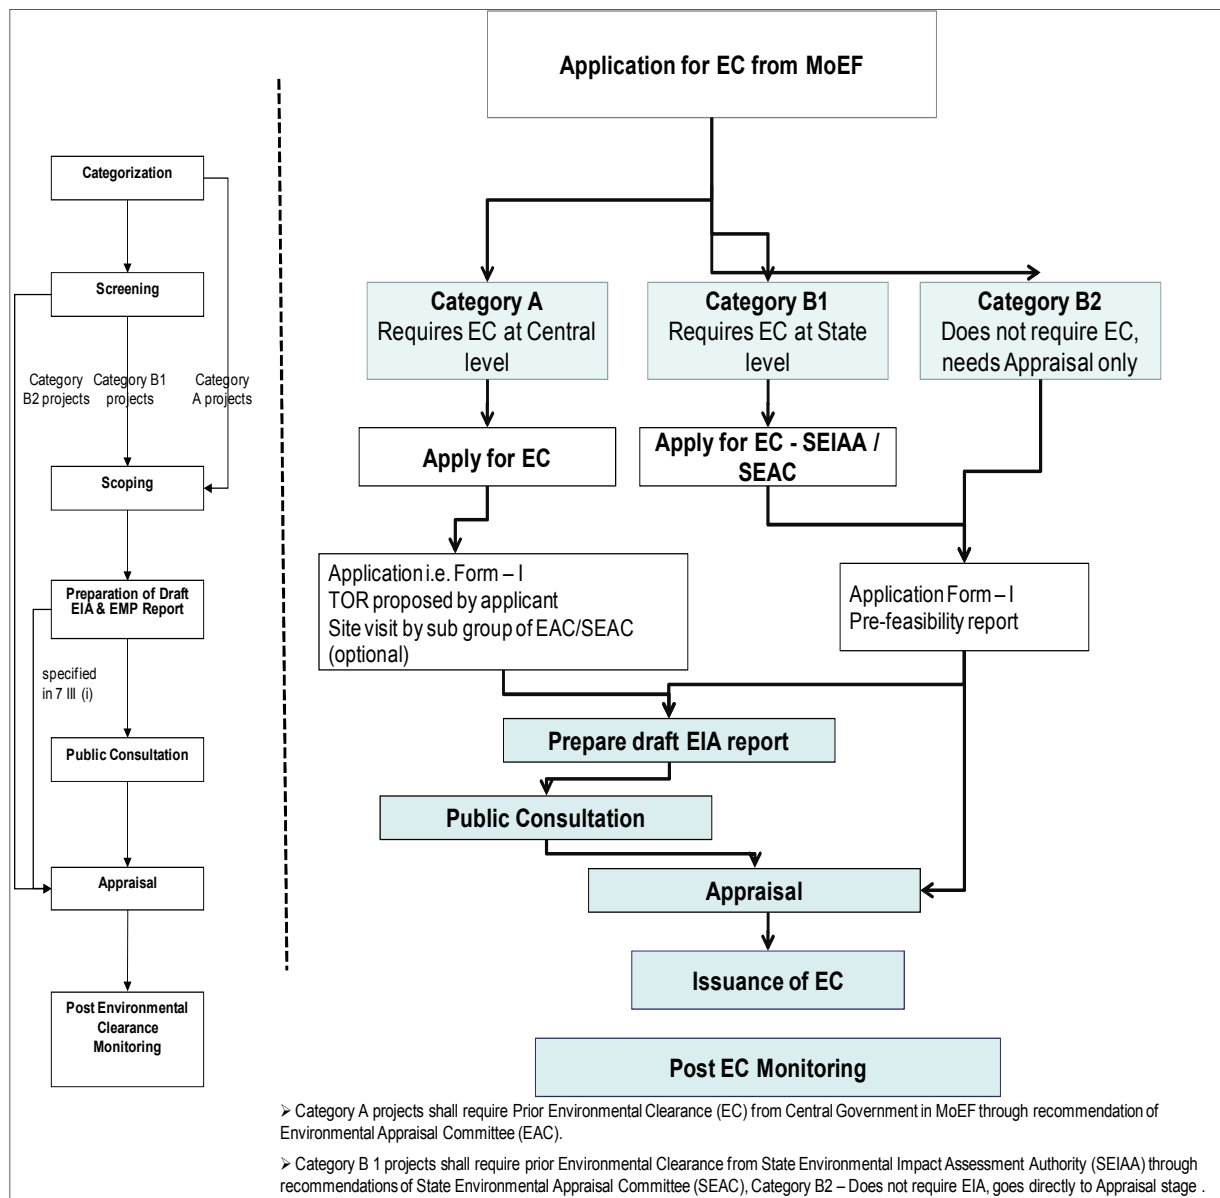 Application for EC from MoEF
Categorization
Screening
Category
B2 projects
Category B1
projects
Category
A projects
Scoping
Preparation of Draft
EIA & EMP Report
specified
in 7 III (i)
Public Consultation
Appraisal
Post Environmental
Clearance
Monitoring
Category A
Requires EC at Central
level
Category B1
Requires EC at State
level
Category B2
Does not require EC,
needs Appraisal only
Apply for EC
Apply for EC - SEIAA /
SEAC
Application i.e. Form – I
TOR proposed by applicant
Site visit by sub group of EAC/SEAC
(optional)
Application Form – I
Pre-feasibility report
Prepare draft EIA report
Public Consultation
Appraisal
Issuance of EC
Post EC Monitoring
➢ Category A projects shall require Prior Environmental Clearance (EC) from Central Government in MoEF through recommendation of
Environmental Appraisal Committee (EAC).
➢ Category B 1 projects shall require prior Environmental Clearance from State Environmental Impact Assessment Authority (SEIAA) through
recommendations of State Environmental Appraisal Committee (SEAC), Category B2 – Does not require EIA, goes directly to Appraisal stage .